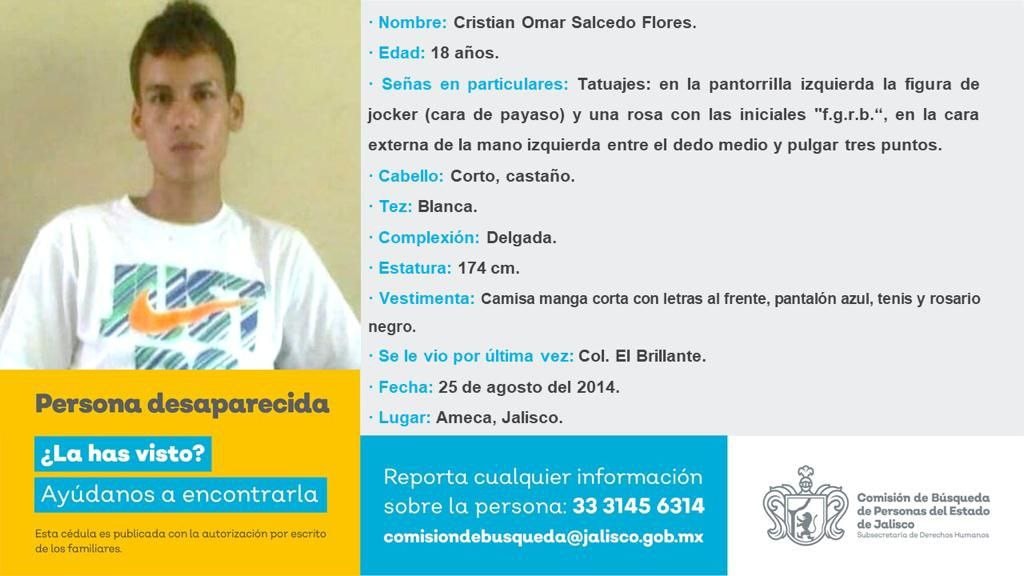 · Nombre: Cristian Omar Salcedo Flores.
· Edad: 18 años.
· Señas en particulares: Tatuajes: en la pantorrilla izquierda la figura de
jocker (cara de payaso) y una rosa con las iniciales "f.g.r.b.“, en la cara
externa de la mano izquierda entre el dedo medio y pulgar tres puntos.
· Cabello: Corto, castaño.
· Tez: Blanca.
· Complexión: Delgada.
· Estatura: 174 cm.
· Vestimenta: Camisa manga corta con letras al frente, pantalón azul, tenis y rosario
negro.
· Se le vio por última vez: Col. El Brillante.
· Fecha: 25 de agosto del 2014.
· Lugar: Ameca, Jalisco.
Persona desaparecida
¿La has visto?
Ayúdanos a encontrarla
Esta cédula es publicada con la autorización por escrito
de los familiares.
Reporta cualquier información
sobre la persona: 33 3145 6314
comisiondebusqueda@jalisco.gob.mx
Comisión de Búsqueda
de Personas del Estado
de Jalisco
Subsecretaría de Derechos Humanos